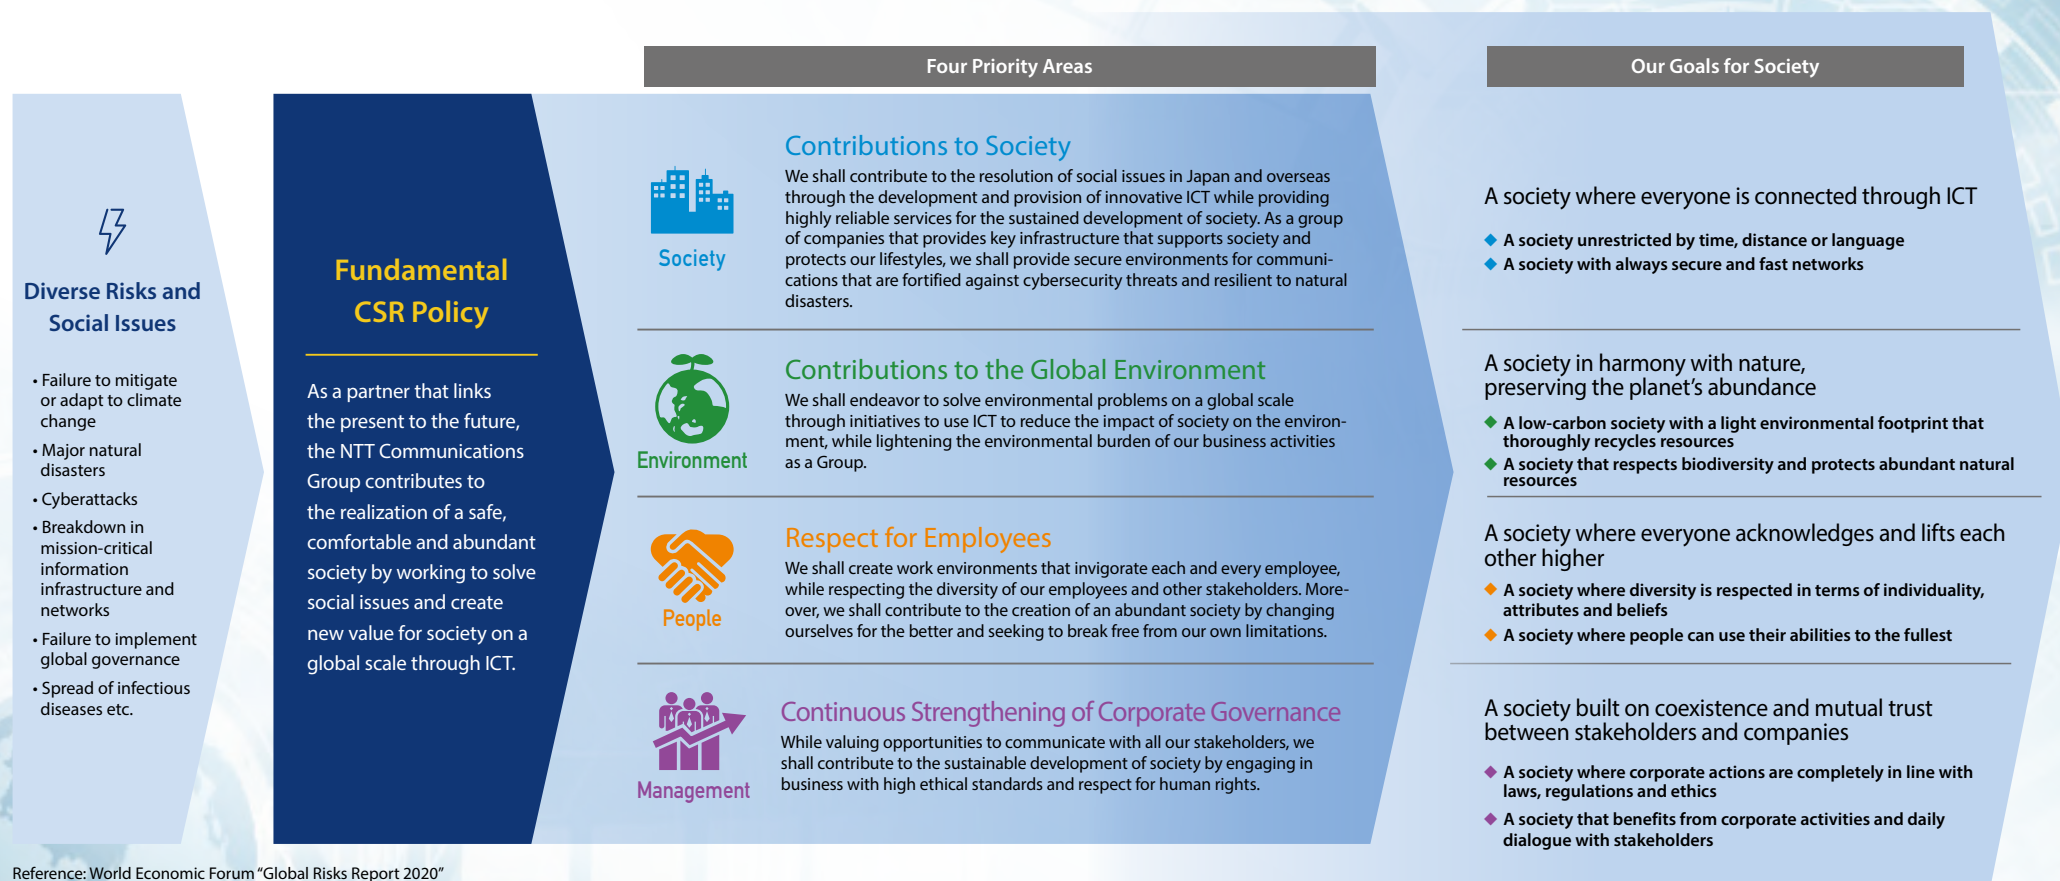 Four Priority Areas
Our Goals for Society
Diverse Risks and
Social Issues
• Failure to mitigate
or adapt to climate
change
• Major natural
disasters
• Cyberattacks
• Breakdown in
mission-critical
information
infrastructure and
networks
• Failure to implement
global governance
• Spread of infectious
diseases etc.
Fundamental
CSR Policy
As a partner that links
the present to the future,
the NTT Communications
Group contributes to
the realization of a safe,
comfortable and abundant
society by working to solve
social issues and create
new value for society on a
global scale through ICT.
Society
Contributions to Society
We shall contribute to the resolution of social issues in Japan and overseas
through the development and provision of innovative ICT while providing
highly reliable services for the sustained development of society. As a group
of companies that provides key infrastructure that supports society and
protects our lifestyles, we shall provide secure environments for communi-
cations that are fortified against cybersecurity threats and resilient to natural
disasters.
A society where everyone is connected through ICT
◆ A society unrestricted by time, distance or language
◆ A society with always secure and fast networks
Environment
Contributions to the Global Environment
We shall endeavor to solve environmental problems on a global scale
through initiatives to use ICT to reduce the impact of society on the environ-
ment, while lightening the environmental burden of our business activities
as a Group.
A society in harmony with nature,
preserving the planet’s abundance
◆ A low-carbon society with a light environmental footprint that
thoroughly recycles resources
◆ A society that respects biodiversity and protects abundant natural
resources
People
Respect for Employees
We shall create work environments that invigorate each and every employee,
while respecting the diversity of our employees and other stakeholders. More-
over, we shall contribute to the creation of an abundant society by changing
ourselves for the better and seeking to break free from our own limitations.
A society where everyone acknowledges and lifts each
other higher
◆ A society where diversity is respected in terms of individuality,
attributes and beliefs
◆ A society where people can use their abilities to the fullest
Management
Continuous Strengthening of Corporate Governance
While valuing opportunities to communicate with all our stakeholders, we
shall contribute to the sustainable development of society by engaging in
business with high ethical standards and respect for human rights.
A society built on coexistence and mutual trust
between stakeholders and companies
◆ A society where corporate actions are completely in line with
laws, regulations and ethics
◆ A society that benefits from corporate activities and daily
dialogue with stakeholders
Reference: World Economic Forum “Global Risks Report 2020”